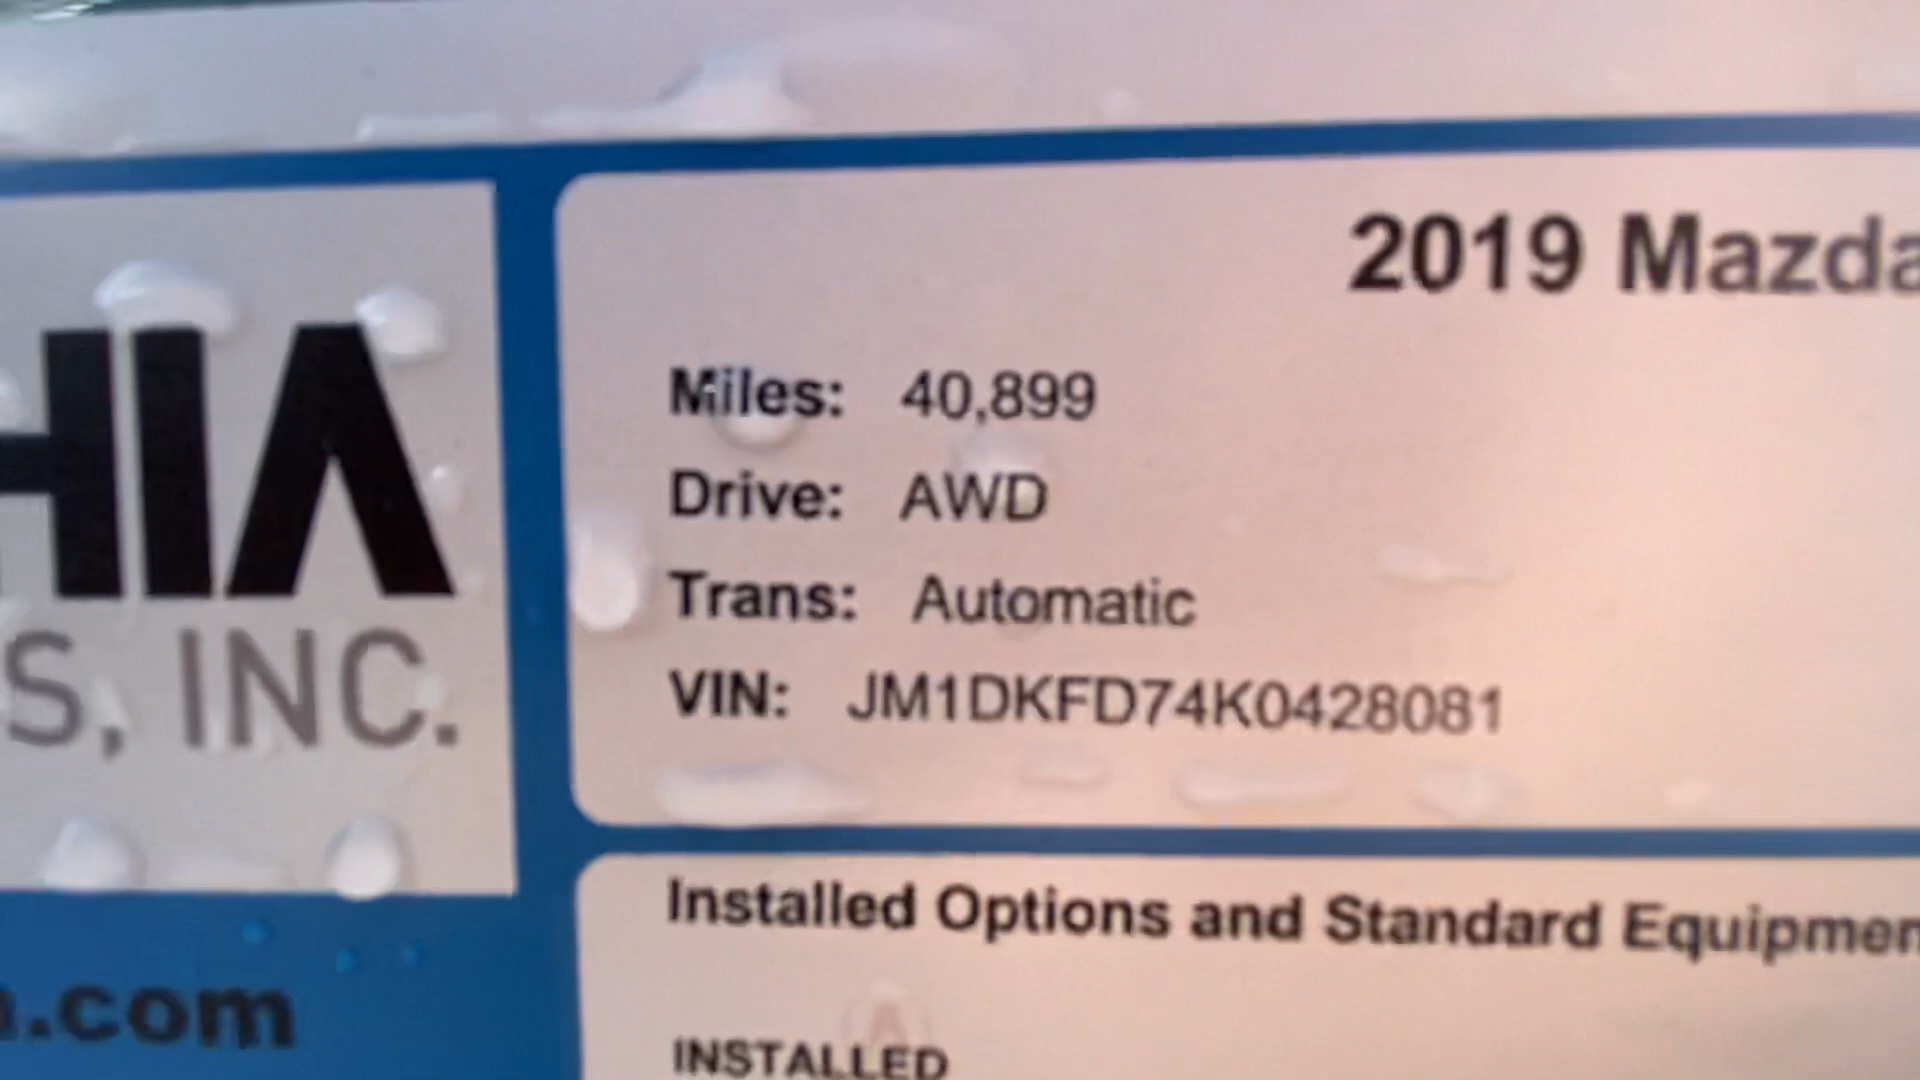 2019 Mazda
Miles: 40,899
Drive: AWD
Trans: Automatic
VIN: JM1DKFD74K0428081
HIA
S, INC.
.com
Installed Options and Standard Equipmen
INSTALLED